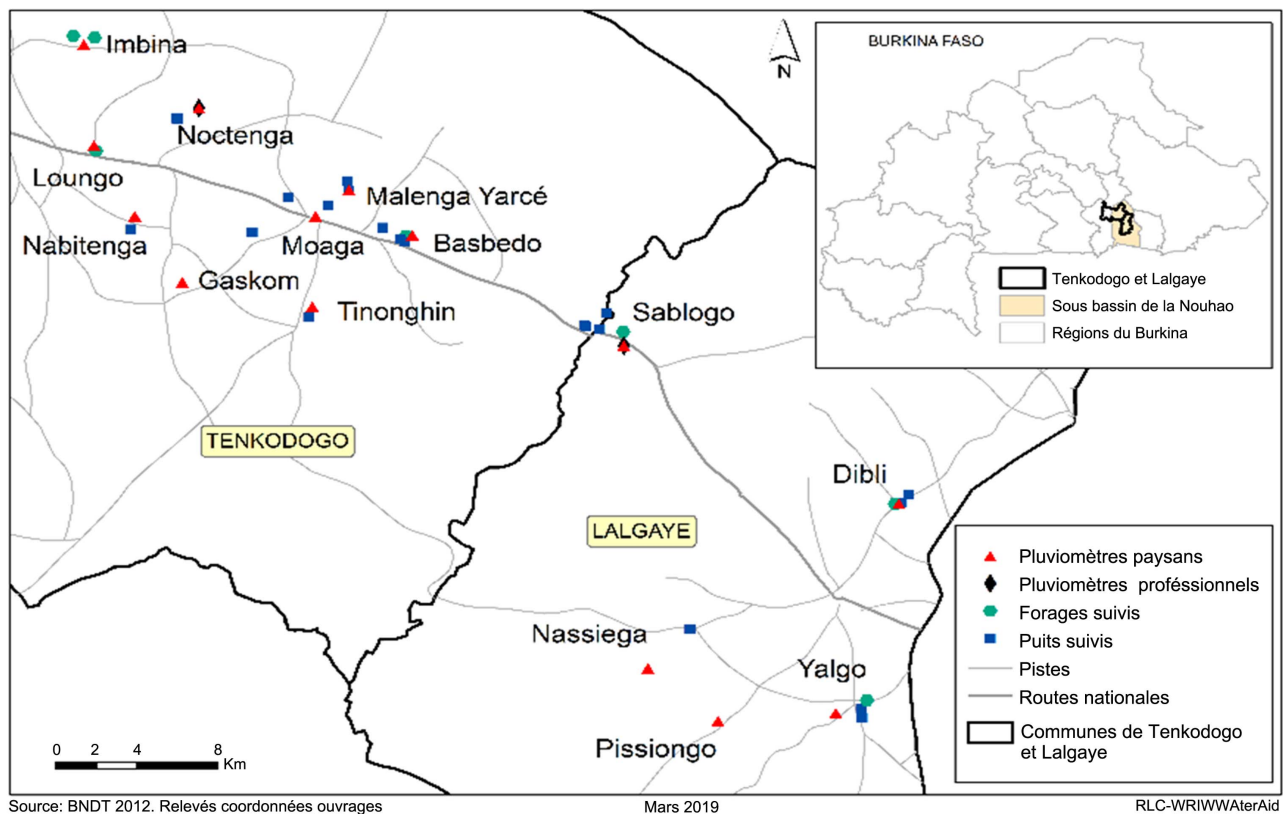 BURKINA FASO
Imbina
N
Noctenga
Loungo
Malenga Yarcé
Nabitenga
Moaga
Basbedo
Gaskom
Tinonghin
Sablogo
Tenkodogo et Lalgaye
Sous bassin de la Nouhao
Régions du Burkina
TENKODOGO
Dibli
LALGAYE
Nassiega
Yalgo
Pissiongo
Pluviomètres paysans
Pluviomètres proféssionnels
Forages suivis
Puits suivis
Pistes
Routes nationales
Communes de Tenkodogo
et Lalgaye
0 2 4 8
Km
Source: BNDT 2012. Relevés coordonnées ouvrages
Mars 2019
RLC-WRIWWAterAid